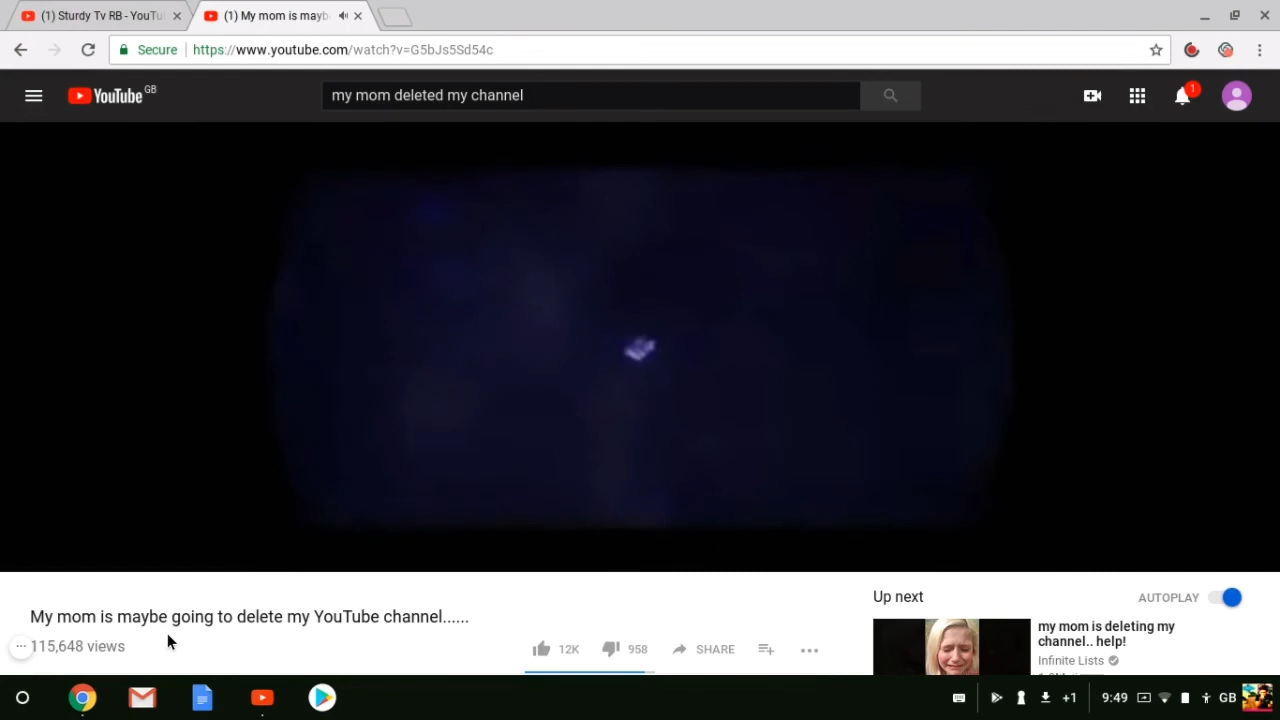 (1) Sturdy Tv RB - YouTu
(1) My mom is mayb
Secure
https://www.youtube.com/watch?v=G5bJs5Sd54c
YouTube GB
my mom deleted my channel
1
My mom is maybe going to delete my YouTube channel......
115,648 views
12K
958
SHARE
Up next
AUTOPLAY
my mom is deleting my
channel.. help!
Infinite Lists
+1
9:49
GB